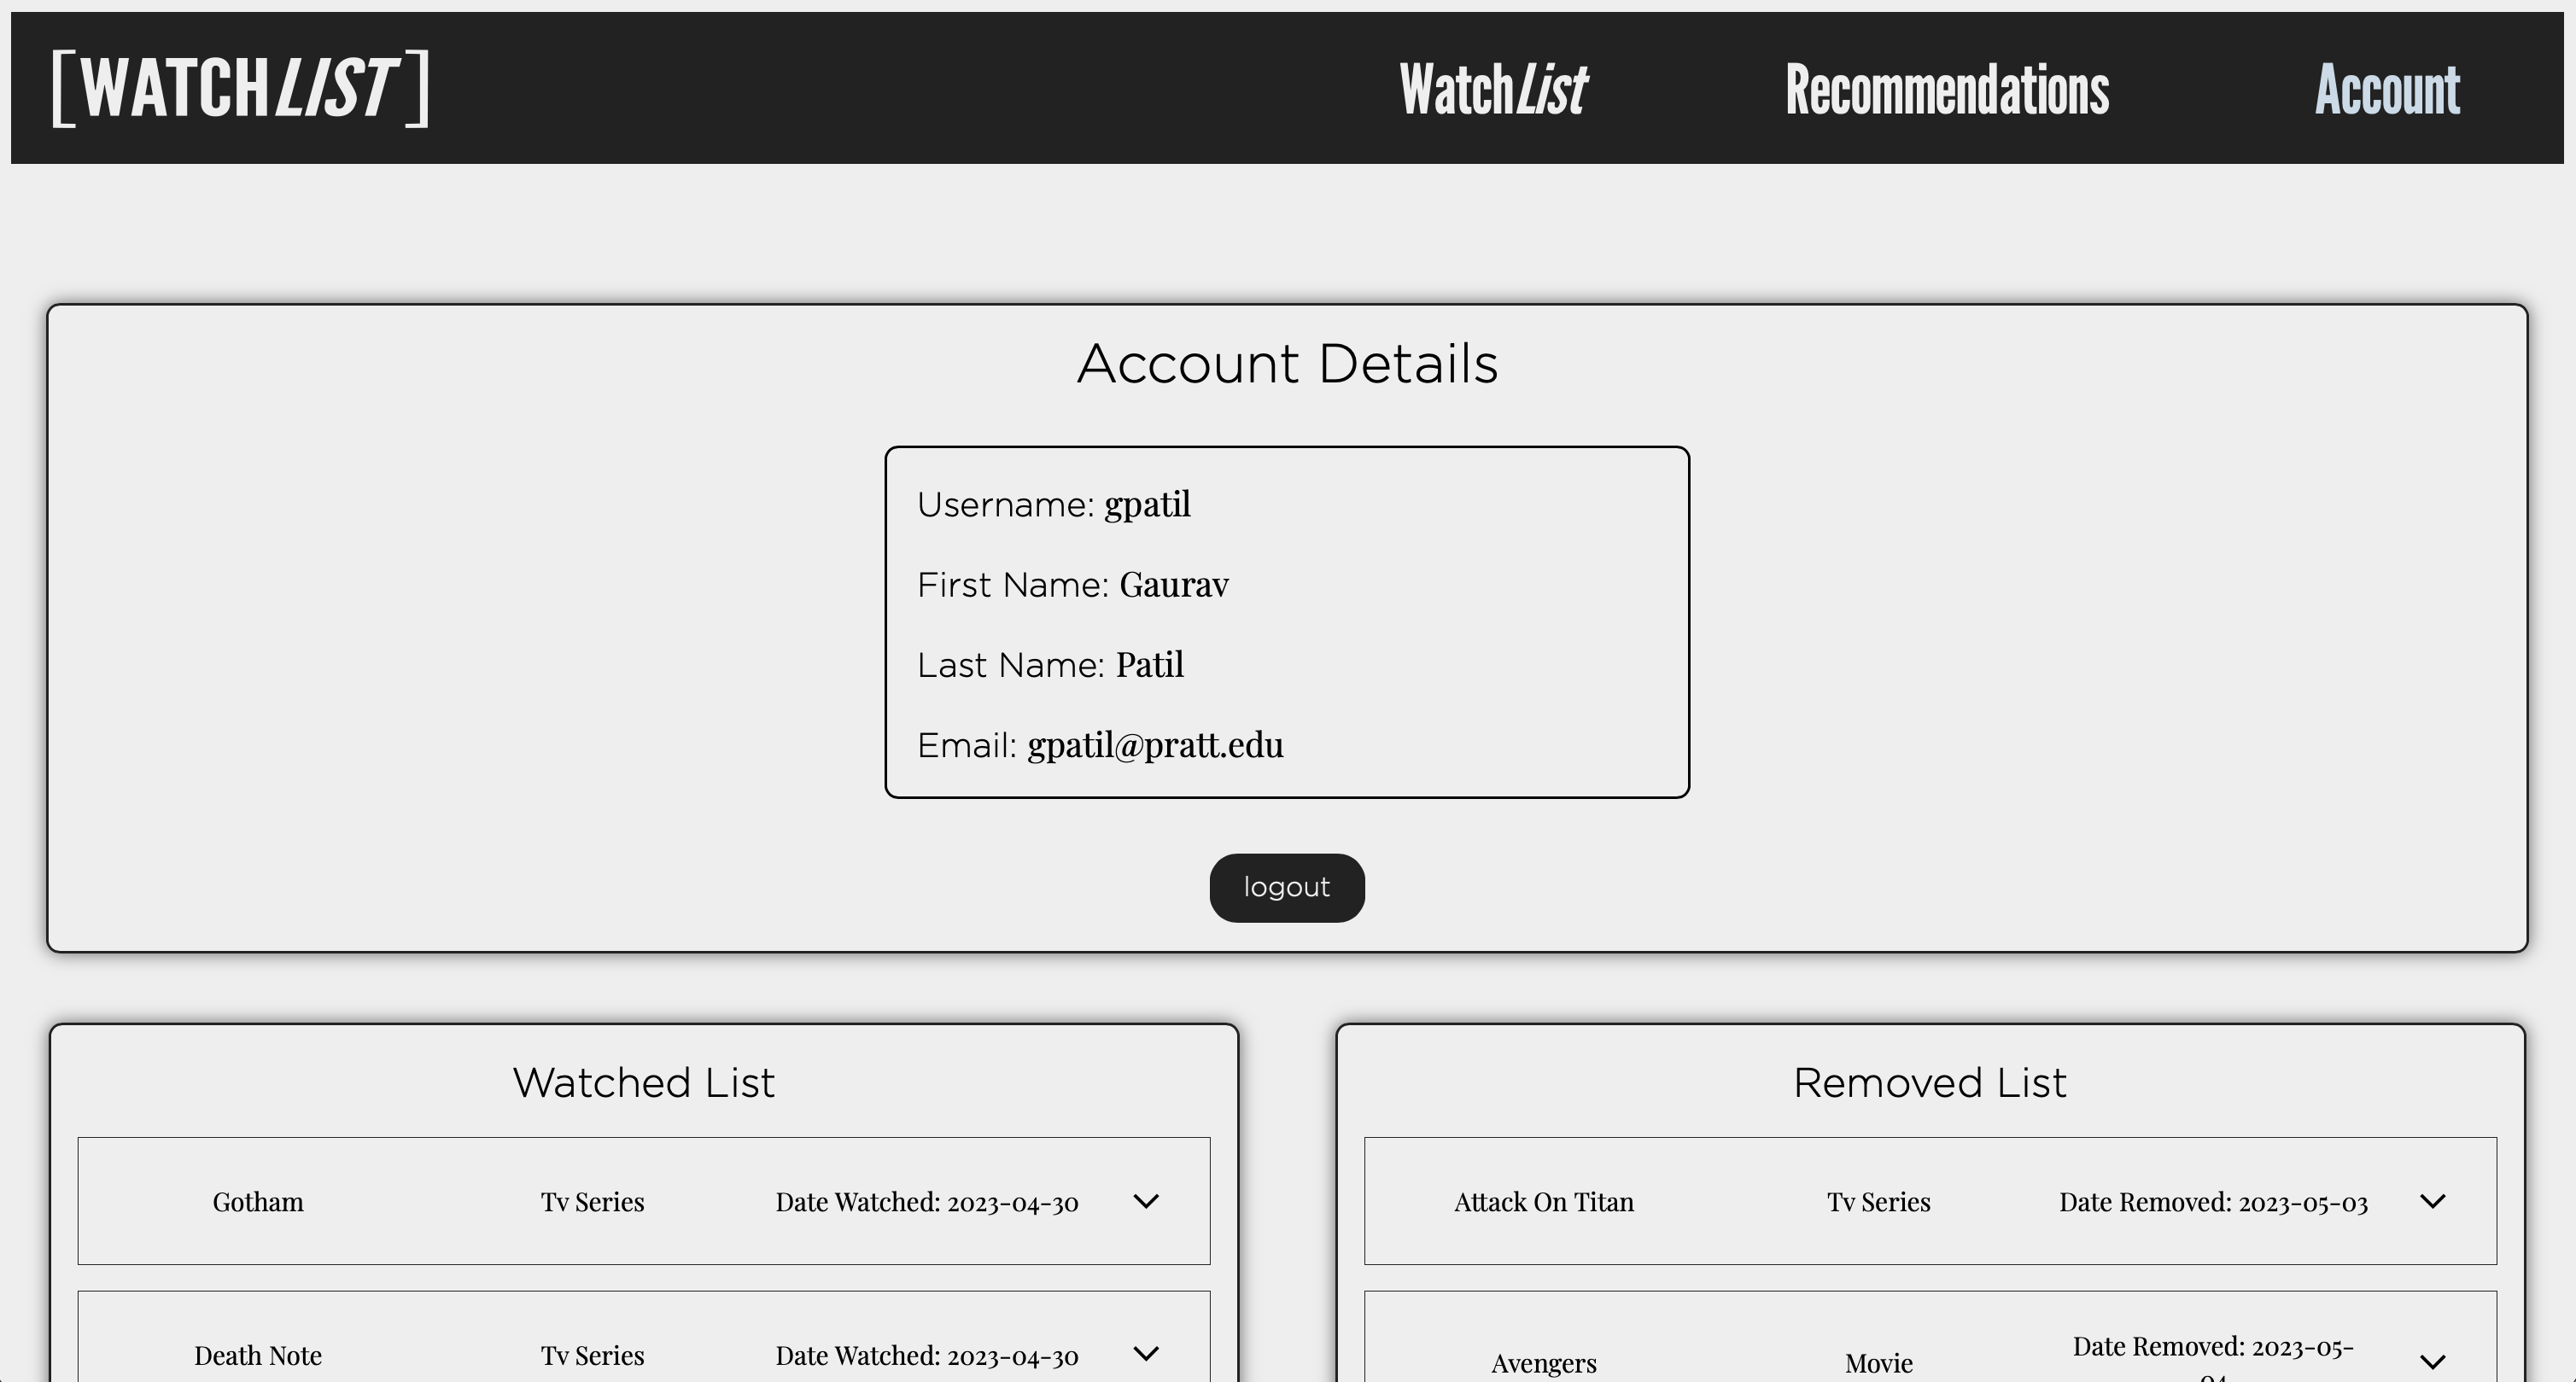 [WATCHLIST]
WatchList
Recommendations
Account
Account Details
Username: gpatil
First Name: Gaurav
Last Name: Patil
Email: gpatil@pratt.edu
logout
Watched List
Gotham
Tv Series
Date Watched: 2023-04-30
Death Note
Tv Series
Date Watched: 2023-04-30
Removed List
Attack On Titan
Tv Series
Date Removed: 2023-05-03
Avengers
Movie
Date Removed: 2023-05-
04